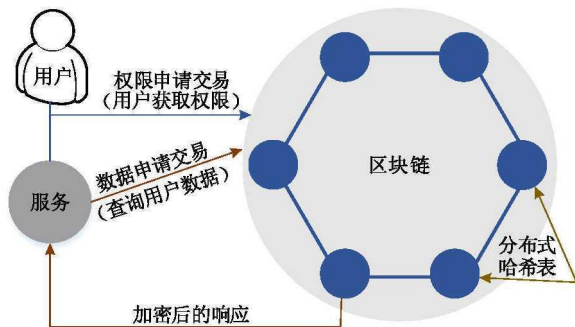 用户
权限申请交易
（用户获取权限）
数据申请交易
（查询用户数据）
服务
区块链
分布式
哈希表
加密后的响应